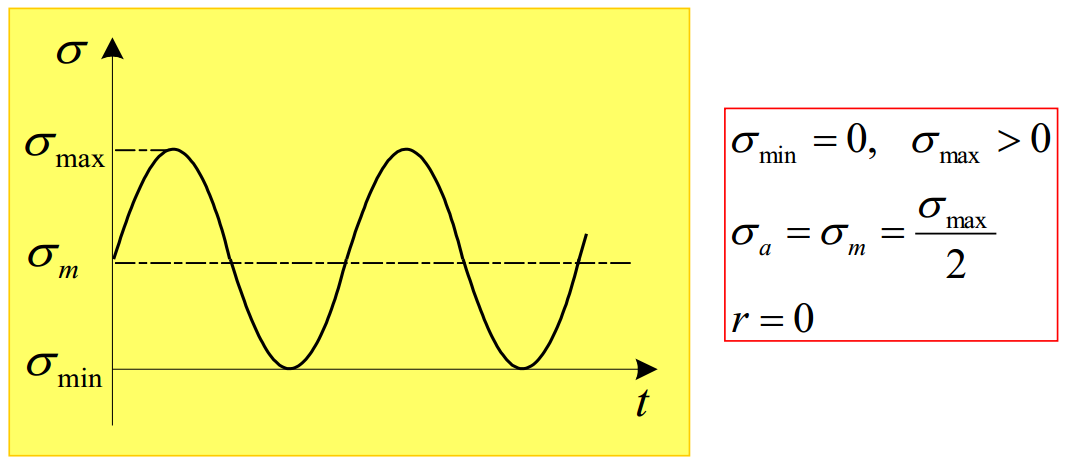 σ
σmax
σm
σmin
t
σmin = 0, σmax > 0
σa = σm = σmax/2
r = 0